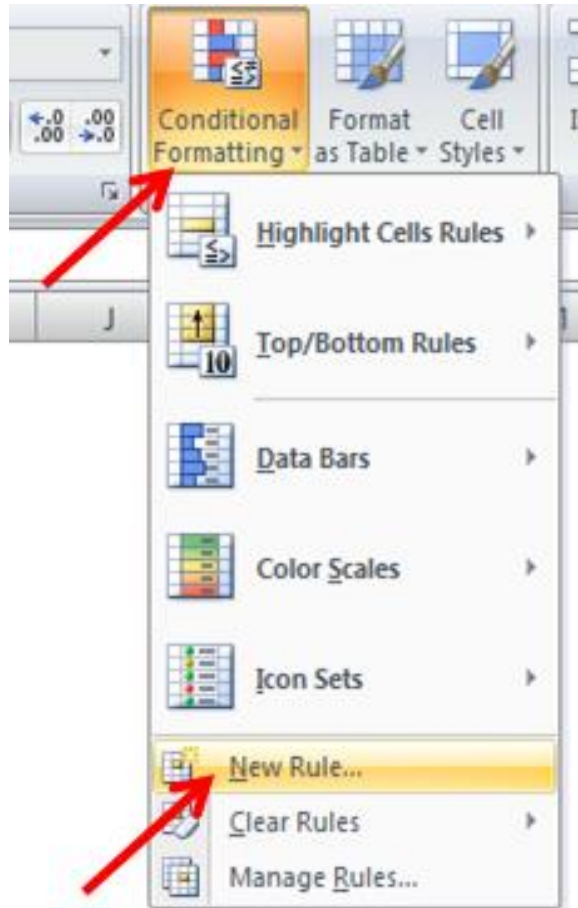 Conditional Formatting
Format as Table
Cell Styles
.0 .00
.00 .0
J
Highlight Cells Rules
10
Top/Bottom Rules
Data Bars
Color Scales
Icon Sets
New Rule...
Clear Rules
Manage Rules...